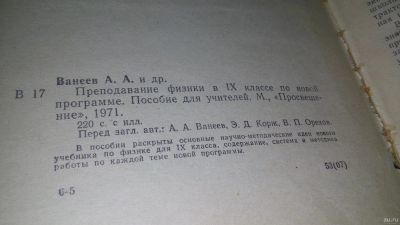 Ванеев А. А. и др.
В 17 Преподавание физики в IX классе по новой
программе. Пособие для учителей. М., «Просвеще-
ние», 1971.
220 с. с илл.
Перед загл. авт.: А. А. Ванеев, Э. Д. Корж, В. П. Орехов.
В пособии раскрыты основные научно-методические идеи нового
учебника по физике для IX класса, содержание, система и методика
работы по каждой теме новой программы.
6-5 53(07)